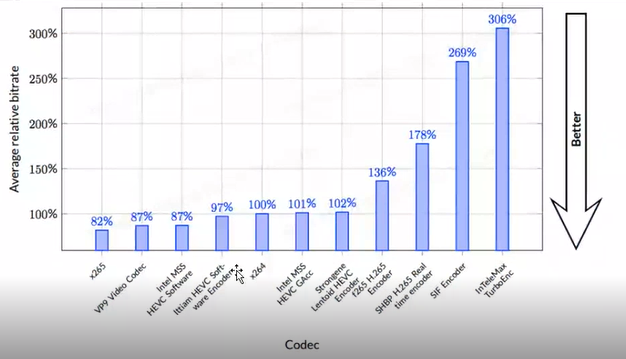 Average relative bitrate
300%
250%
200%
150%
100%
82%
87%
87%
97%
100%
101%
102%
136%
178%
269%
306%
x265
VP9 Video Codec
Intel MSS
HEVC Software
Ittiam HEVC Soft-
ware Encoder
x264
Intel MSS
HEVC GAcc
Strongene
Lentoid HEVC
Encoder
f265 H.265
Encoder
SHBP H.265 Real
time encoder
SIF Encoder
InTeleMax
TurboEnc
Codec
Better